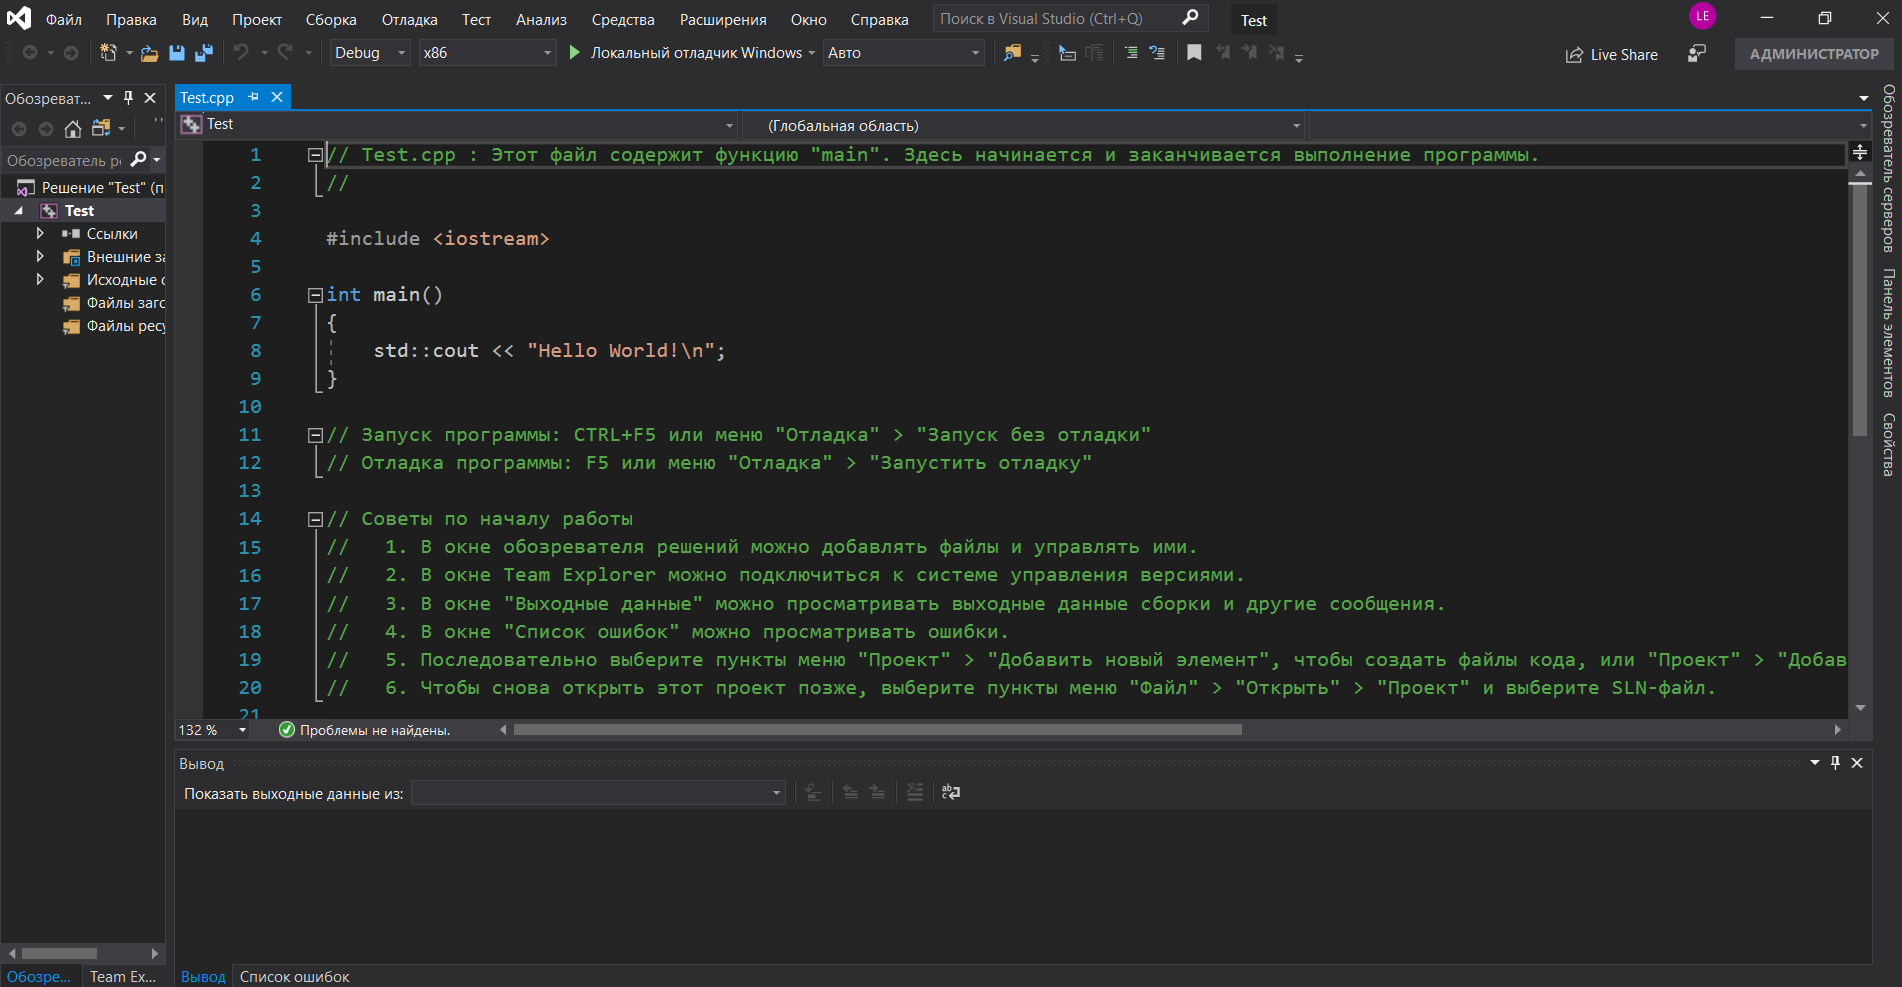 Файл Правка Вид Проект Сборка Отладка Тест Анализ Средства Расширения Окно Справка Поиск в Visual Studio (Ctrl+Q) Test LE
Debug x86 Локальный отладчик Windows Авто Live Share АДМИНИСТРАТОР
Обозреват...
Обозреватель р
Решение "Test" (п
Test
Ссылки
Внешние за
Исходные ф
Файлы заго
Файлы ресу
Обозре... Team Ex...
Test.cpp
Test (Глобальная область)
1 // Test.cpp : Этот файл содержит функцию "main". Здесь начинается и заканчивается выполнение программы.
2 //
3
4 #include <iostream>
5
6 int main()
7 {
8 std::cout << "Hello World!\n";
9 }
10
11 // Запуск программы: CTRL+F5 или меню "Отладка" > "Запуск без отладки"
12 // Отладка программы: F5 или меню "Отладка" > "Запустить отладку"
13
14 // Советы по началу работы
15 // 1. В окне обозревателя решений можно добавлять файлы и управлять ими.
16 // 2. В окне Team Explorer можно подключиться к системе управления версиями.
17 // 3. В окне "Выходные данные" можно просматривать выходные данные сборки и другие сообщения.
18 // 4. В окне "Список ошибок" можно просматривать ошибки.
19 // 5. Последовательно выберите пункты меню "Проект" > "Добавить новый элемент", чтобы создать файлы кода, или "Проект" > "Добав
20 // 6. Чтобы снова открыть этот проект позже, выберите пункты меню "Файл" > "Открыть" > "Проект" и выберите SLN-файл.
21
132 % Проблемы не найдены.
Вывод
Показать выходные данные из:
Вывод Список ошибок
Обозреватель серверов
Панель элементов
Свойства